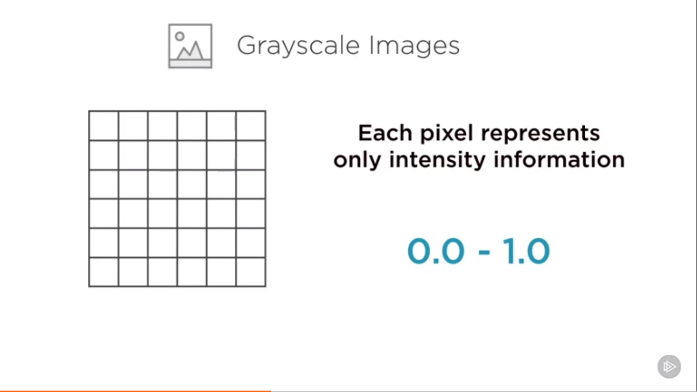 Grayscale Images
Each pixel represents
only intensity information
0.0 - 1.0